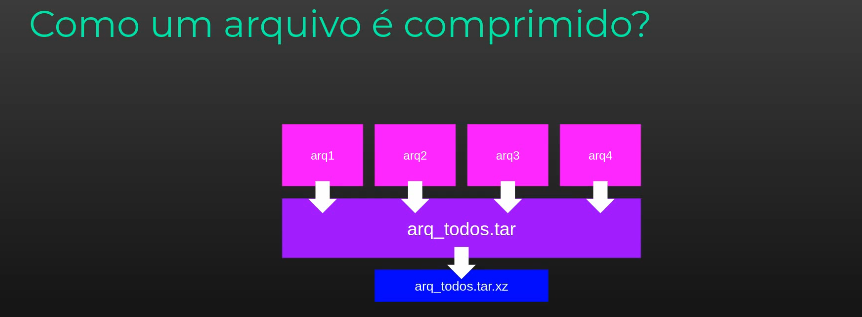 Como um arquivo é comprimido?
arq1 arq2 arq3 arq4
arq_todos.tar
arq_todos.tar.xz